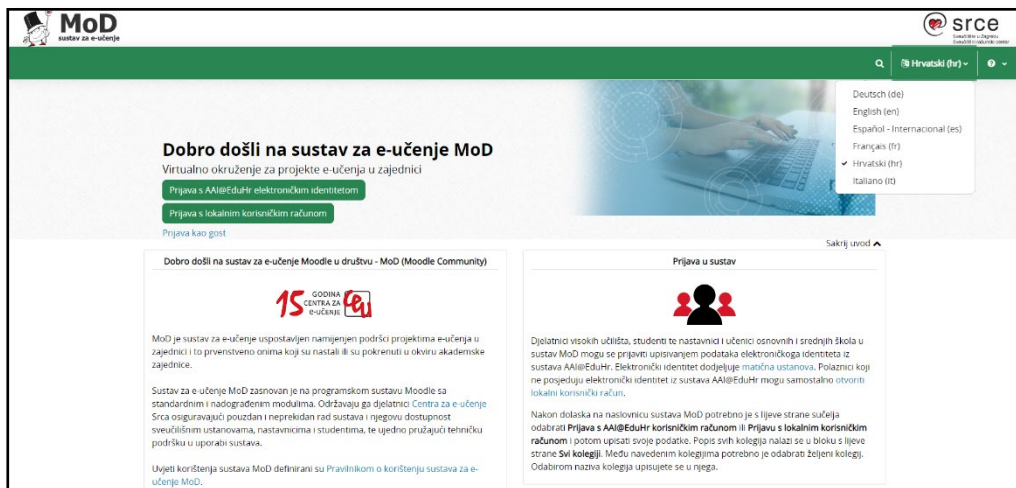 MoD
sustav za e-učenje
srce
Sveučilište u Zagrebu
Sveučilišni računski centar
Hrvatski (hr)
Deutsch (de)
English (en)
Español - Internacional (es)
Français (fr)
Hrvatski (hr)
Italiano (it)
Dobro došli na sustav za e-učenje MoD
Virtualno okruženje za projekte e-učenja u zajednici
Prijava s AAI@EduHr elektroničkim identitetom
Prijava s lokalnim korisničkim računom
Prijava kao gost
Sakrij uvod
Dobro došli na sustav za e-učenje Moodle u društvu - MoD (Moodle Community)
15 GODINA
CENTRA ZA
e-UČENJE
ceu
MoD je sustav za e-učenje uspostavljen namijenjen podršci projektima e-učenja u
zajednici i to prvenstveno onima koji su nastali ili su pokrenuti u okviru akademske
zajednice.
Sustav za e-učenje MoD zasnovan je na programskom sustavu Moodle sa
standardnim i nadograđenim modulima. Održavaju ga djelatnici Centra za e-učenje
Srca osiguravajući pouzdan i neprekidan rad sustava i njegovu dostupnost
sveučilišnim ustanovama, nastavnicima i studentima, te ujedno pružajući tehničku
podršku u uporabi sustava.
Uvjeti korištenja sustava MoD definirani su Pravilnikom o korištenju sustava za e-
učenje MoD.
Prijava u sustav
Djelatnici visokih učilišta, studenti te nastavnici i učenici osnovnih i srednjih škola u
sustav MoD mogu se prijaviti upisivanjem podataka elektroničkoga identiteta iz
sustava AAI@EduHr. Elektronički identitet dodjeljuje matična ustanova. Polaznici koji
ne posjeduju elektronički identitet iz sustava AAI@EduHr mogu samostalno otvoriti
lokalni korisnički račun.
Nakon dolaska na naslovnicu sustava MoD potrebno je s lijeve strane sučelja
odabrati Prijava s AAI@EduHr korisničkim računom ili Prijavu s lokalnim korisničkim
računom i potom upisati svoje podatke. Popis svih kolegija nalazi se u bloku s lijeve
strane Svi kolegiji. Među navedenim kolegijima potrebno je odabrati željeni kolegij.
Odabirom naziva kolegija upisujete se u njega.